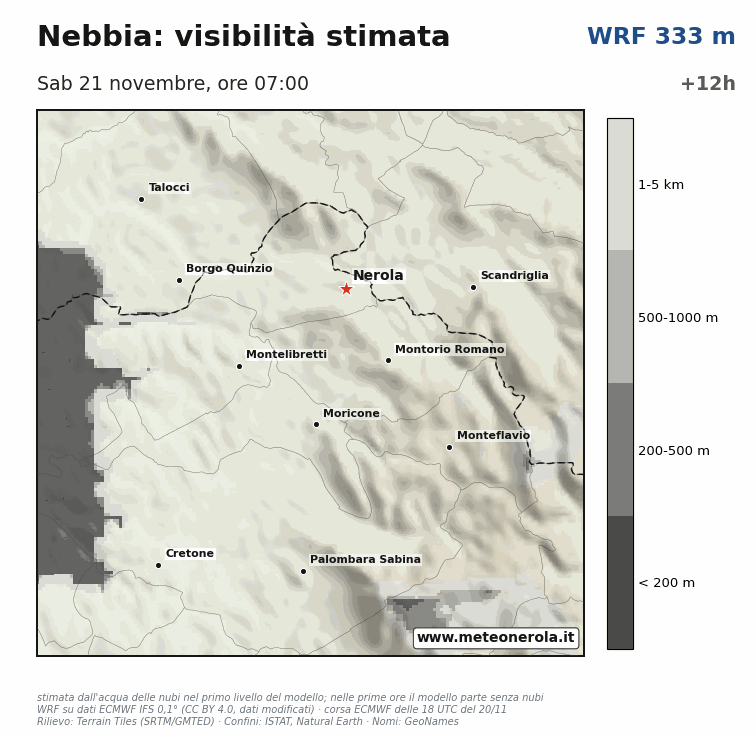 Nebbia: visibilità stimata
WRF 333 m
Sab 21 novembre, ore 07:00
+12h
Talocci
Borgo Quinzio
Nerola
Scandriglia
Montelibretti
Montorio Romano
Moricone
Monteflavio
Cretone
Palombara Sabina
www.meteonerola.it
1-5 km
500-1000 m
200-500 m
< 200 m
stimata dall'acqua delle nubi nel primo livello del modello; nelle prime ore il modello parte senza nubi
WRF su dati ECMWF IFS 0,1° (CC BY 4.0, dati modificati) · corsa ECMWF delle 18 UTC del 20/11
Rilievo: Terrain Tiles (SRTM/GMTED) · Confini: ISTAT, Natural Earth · Nomi: GeoNames